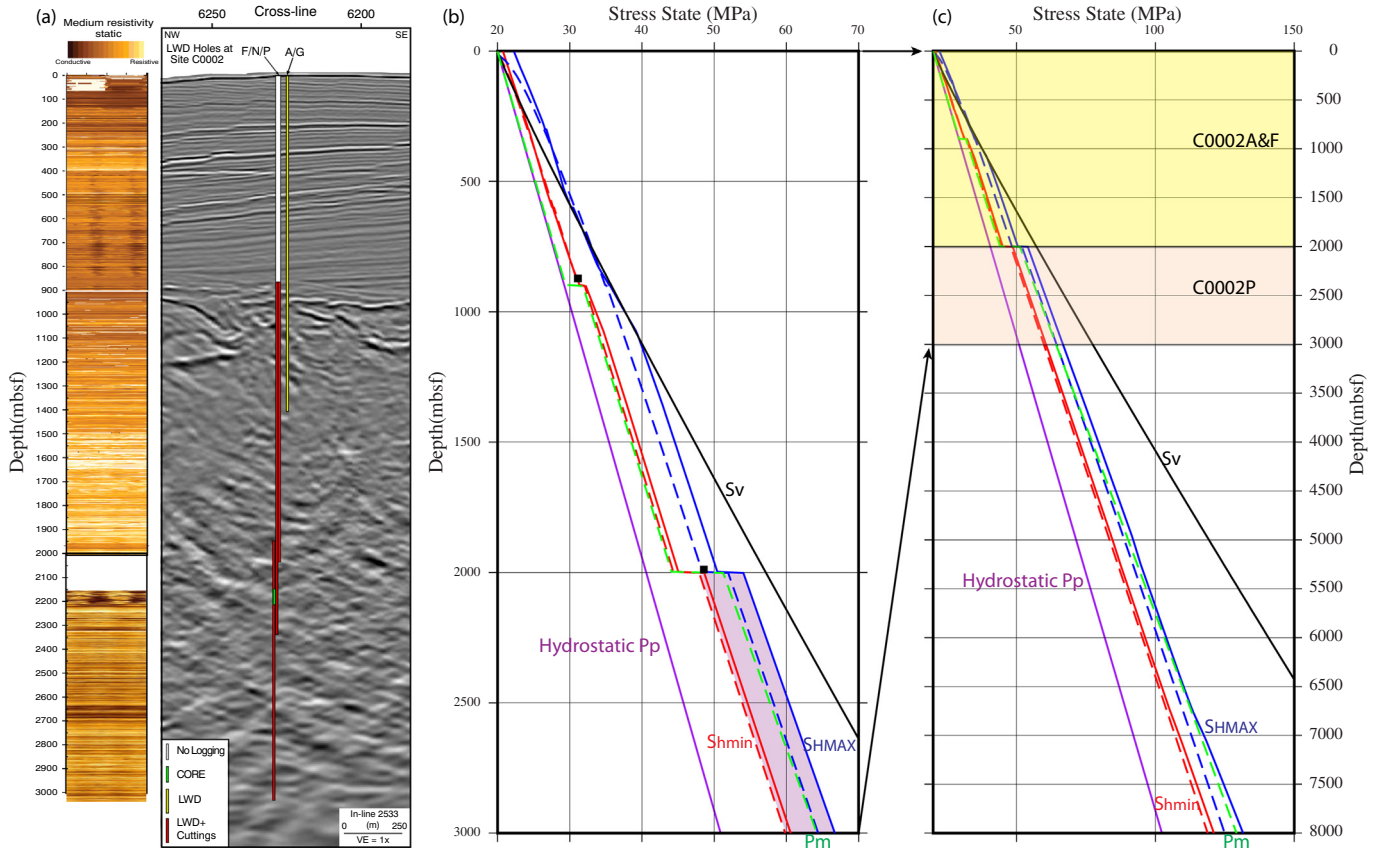 (a)
Medium resistivity
static
Conductive
Resistive
Cross-line
6250
6200
NW
SE
LWD Holes at
Site C0002
F/N/P
A/G
Depth(mbsf)
0
100
200
300
400
500
600
700
800
900
1000
1100
1200
1300
1400
1500
1600
1700
1800
1900
2000
2100
2200
2300
2400
2500
2600
2700
2800
2900
3000
No Logging
CORE
LWD
LWD+
Cuttings
In-line 2533
0 (m) 250
VE = 1x
(b)
Stress State (MPa)
20 30 40 50 60 70
Depth(mbsf)
0
500
1000
1500
2000
2500
3000
Sv
Hydrostatic Pp
Shmin
SHMAX
Pm
(c)
Stress State (MPa)
50 100 150
C0002A&F
C0002P
Sv
Hydrostatic Pp
SHMAX
Shmin
Pm
0
500
1000
1500
2000
2500
3000
3500
4000
4500
5000
5500
6000
6500
7000
7500
8000
Depth(mbsf)